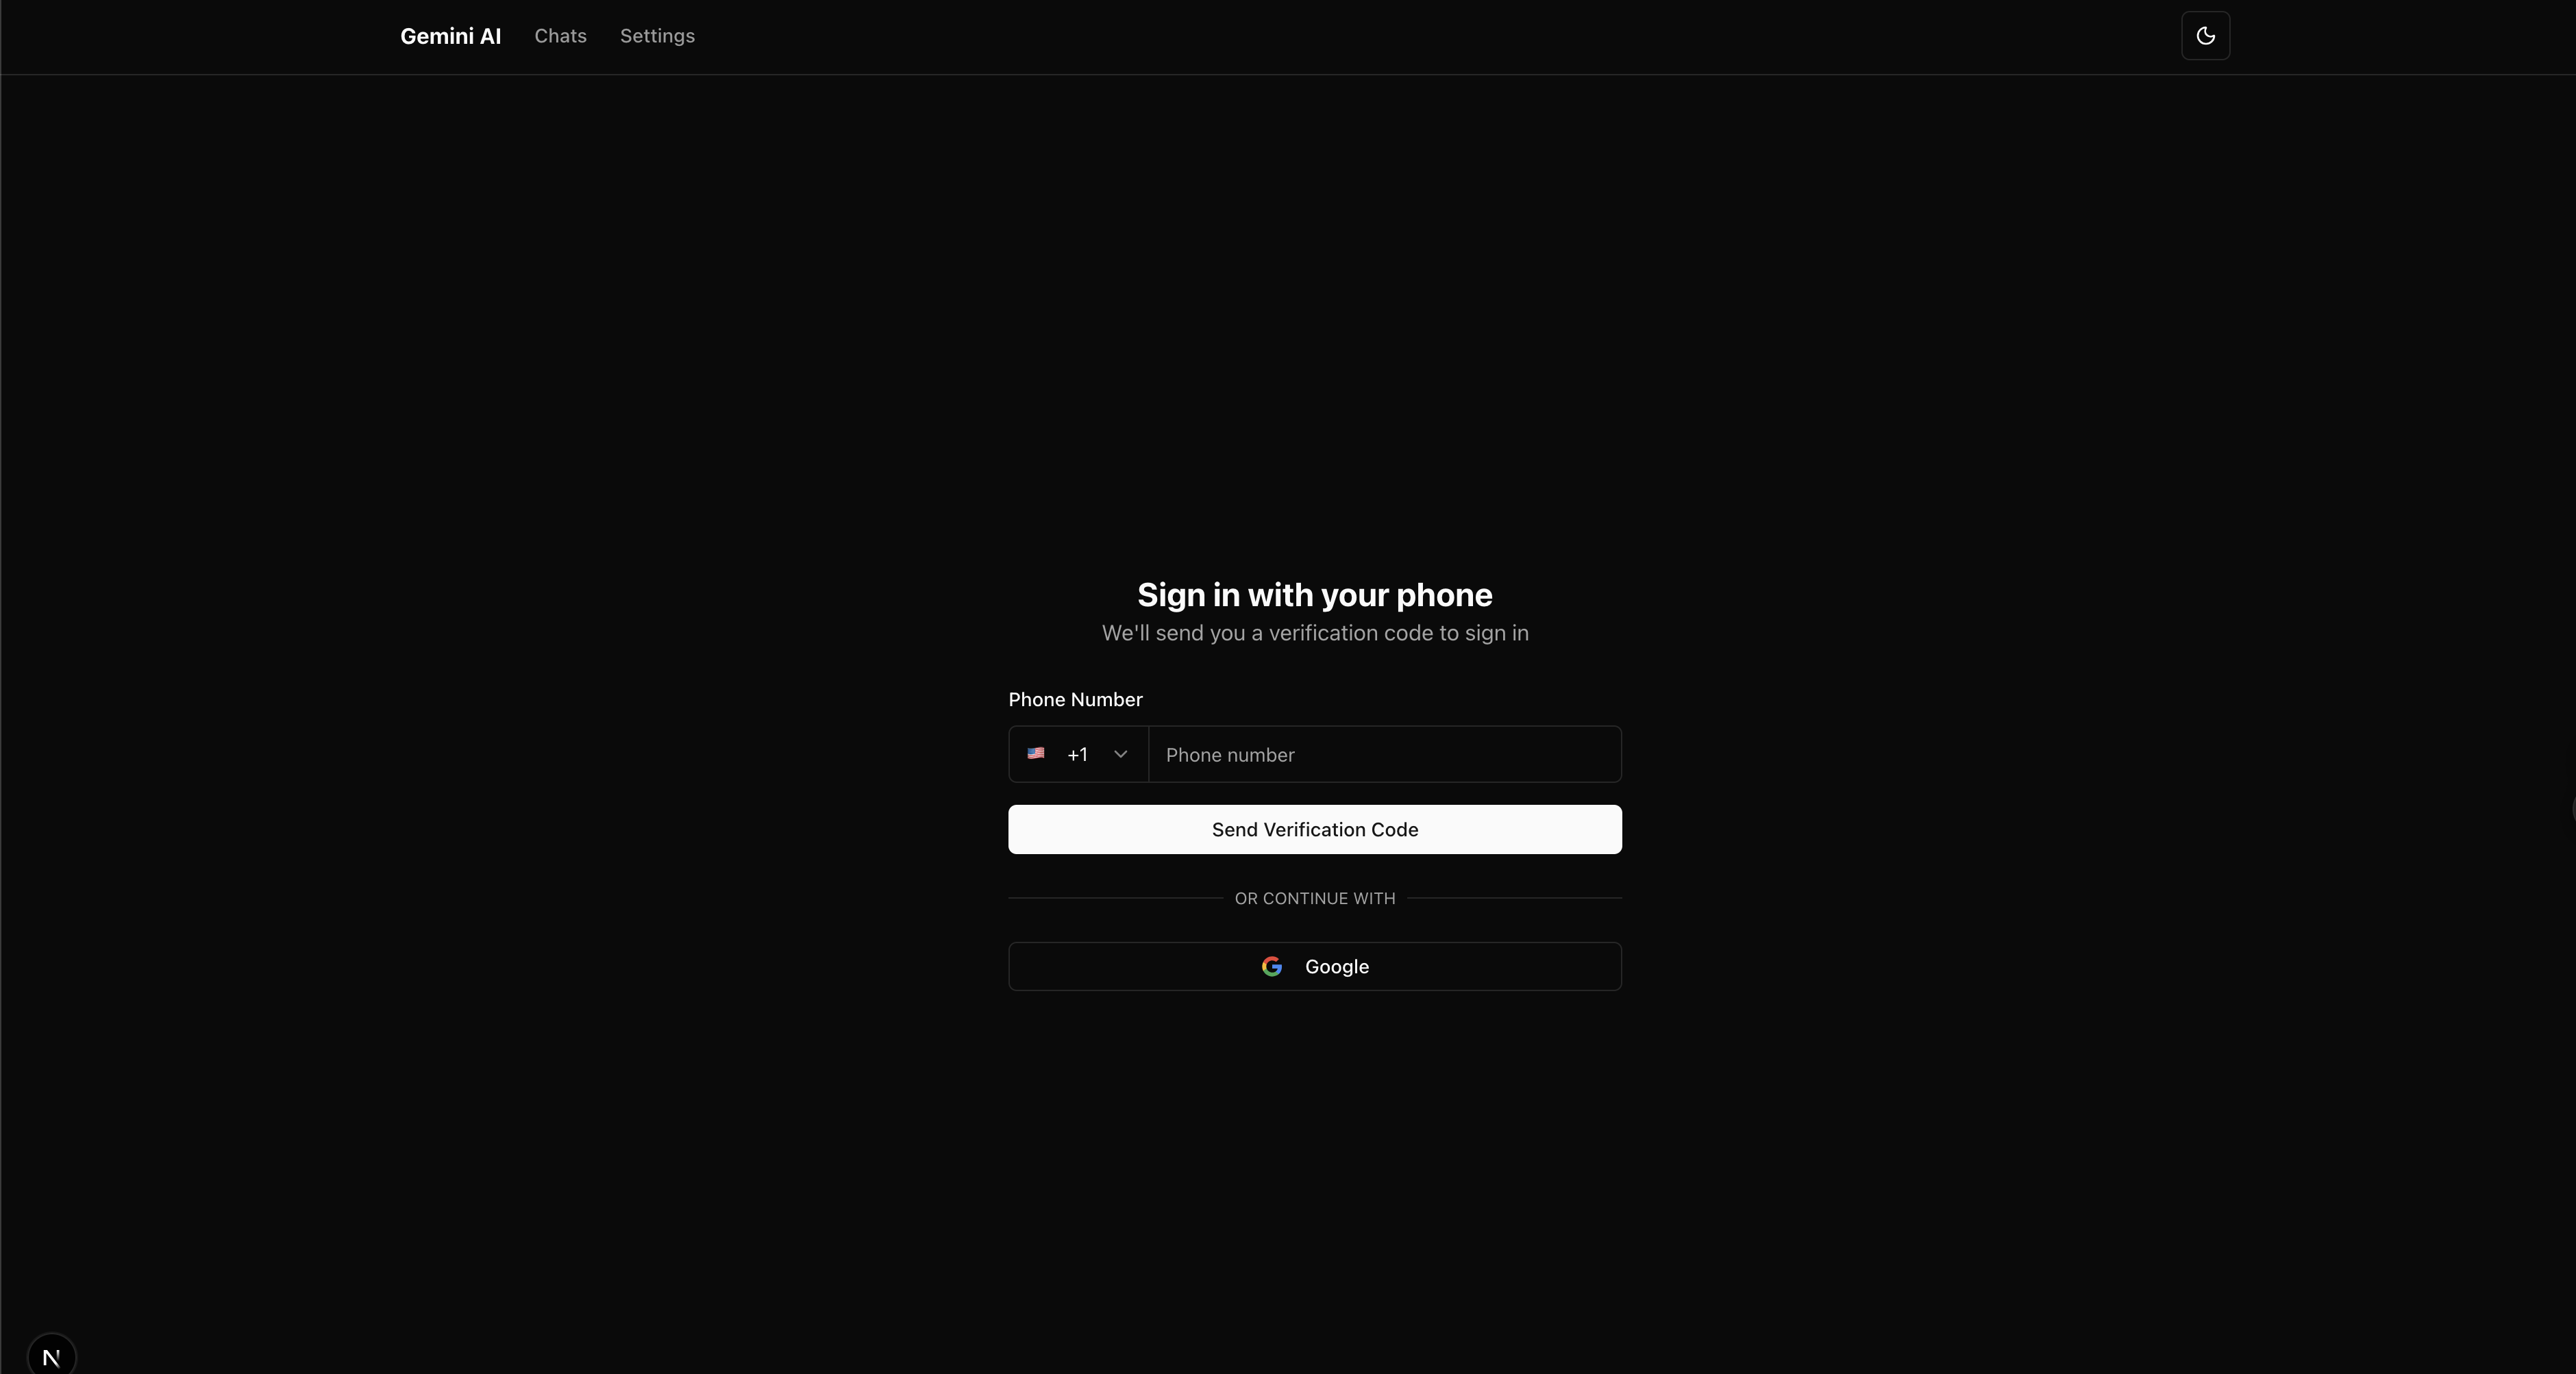 Gemini AI Chats Settings
Sign in with your phone
We'll send you a verification code to sign in
Phone Number
🇺🇸 +1 Phone number
Send Verification Code
OR CONTINUE WITH
Google
N